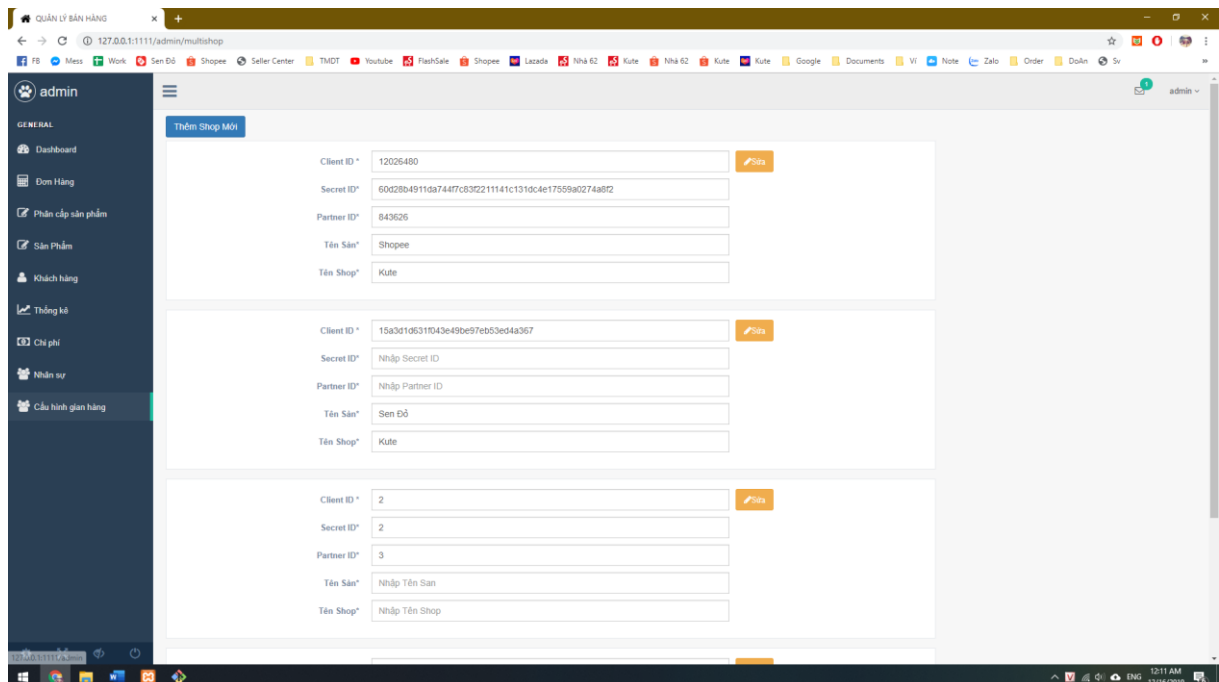 QUẢN LÝ BÁN HÀNG
127.0.0.1:1111/admin/multishop
FB Mess Work Sen Đỏ Shopee Seller Center TMDT Youtube FlashSale Shopee Lazada Nhà 62 Kute Nhà 62 Kute Kute Google Documents Ví Note Zalo Order DoAn Sv
admin
1
admin
GENERAL
Thêm Shop Mới
Dashboard
Đơn Hàng
Phân cấp sản phẩm
Sản Phẩm
Khách hàng
Thống kê
Chi phí
Nhân sự
Cấu hình gian hàng
Client ID * 12026480 Sửa
Secret ID* 60d28b4911da744f7c83f2211141c131dc4e17559a0274a8f2
Partner ID* 843626
Tên Sàn* Shopee
Tên Shop* Kute
Client ID * 15a3d1d631f043e49be97eb53ed4a367 Sửa
Secret ID* Nhập Secret ID
Partner ID* Nhập Partner ID
Tên Sàn* Sen Đỏ
Tên Shop* Kute
Client ID * 2 Sửa
Secret ID* 2
Partner ID* 3
Tên Sàn* Nhập Tên San
Tên Shop* Nhập Tên Shop
127.0.0.1:1111/admin
ENG
12:11 AM